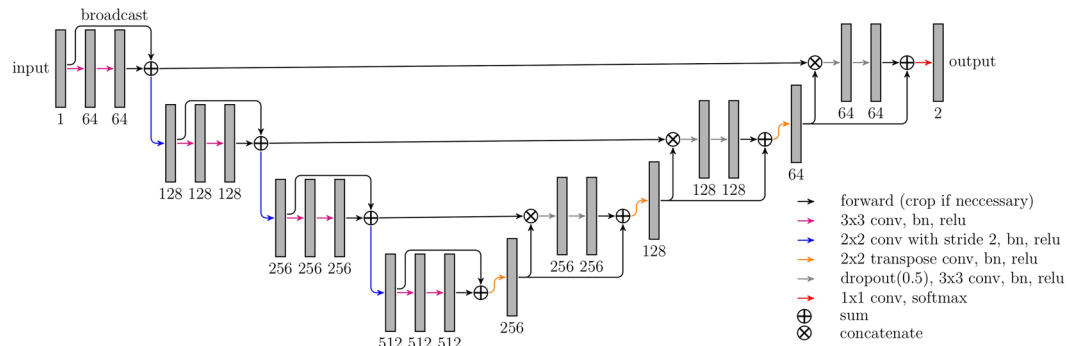 broadcast
input
1 64 64
128 128 128
256 256 256
512 512 512
256
256 256
128
128 128
64
64 64
2
output
forward (crop if neccessary)
3x3 conv, bn, relu
2x2 conv with stride 2, bn, relu
2x2 transpose conv, bn, relu
dropout(0.5), 3x3 conv, bn, relu
1x1 conv, softmax
sum
concatenate